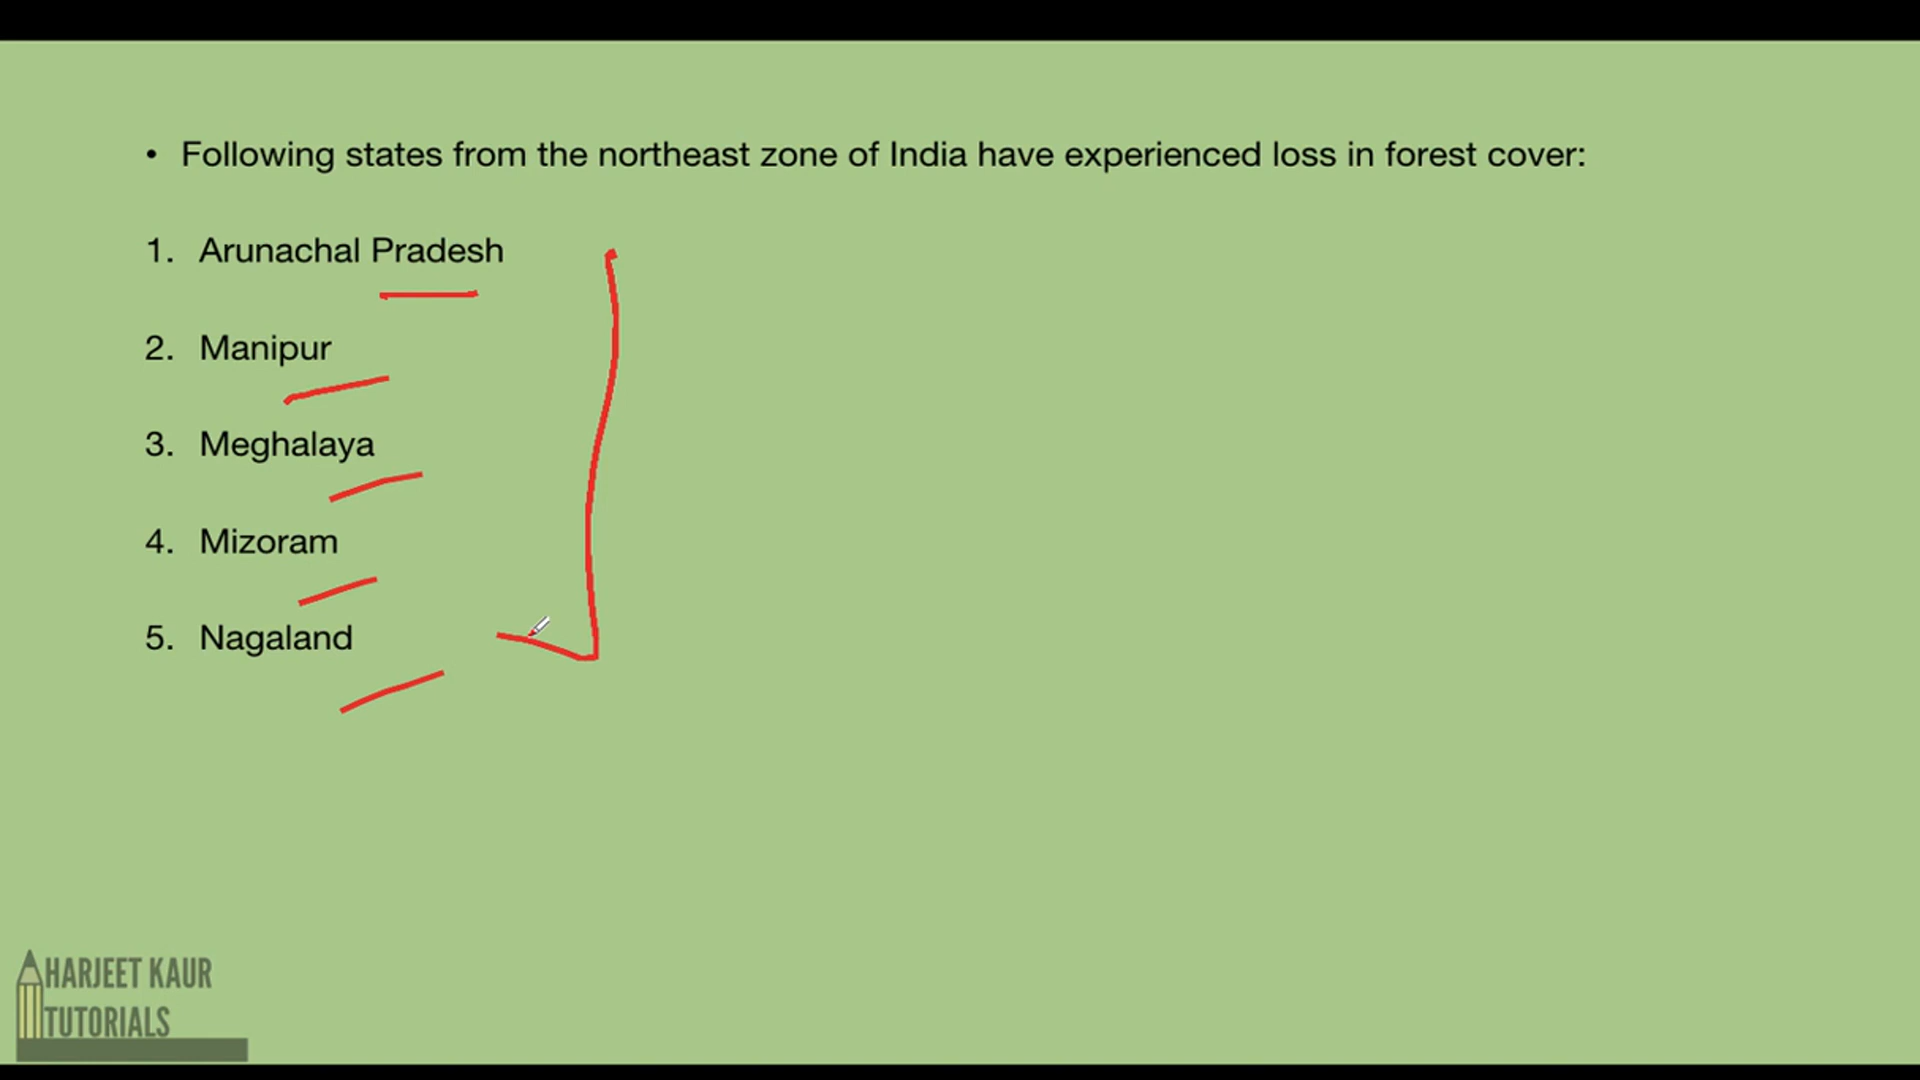 • Following states from the northeast zone of India have experienced loss in forest cover:
1. Arunachal Pradesh
2. Manipur
3. Meghalaya
4. Mizoram
5. Nagaland
HARJEET KAUR
TUTORIALS